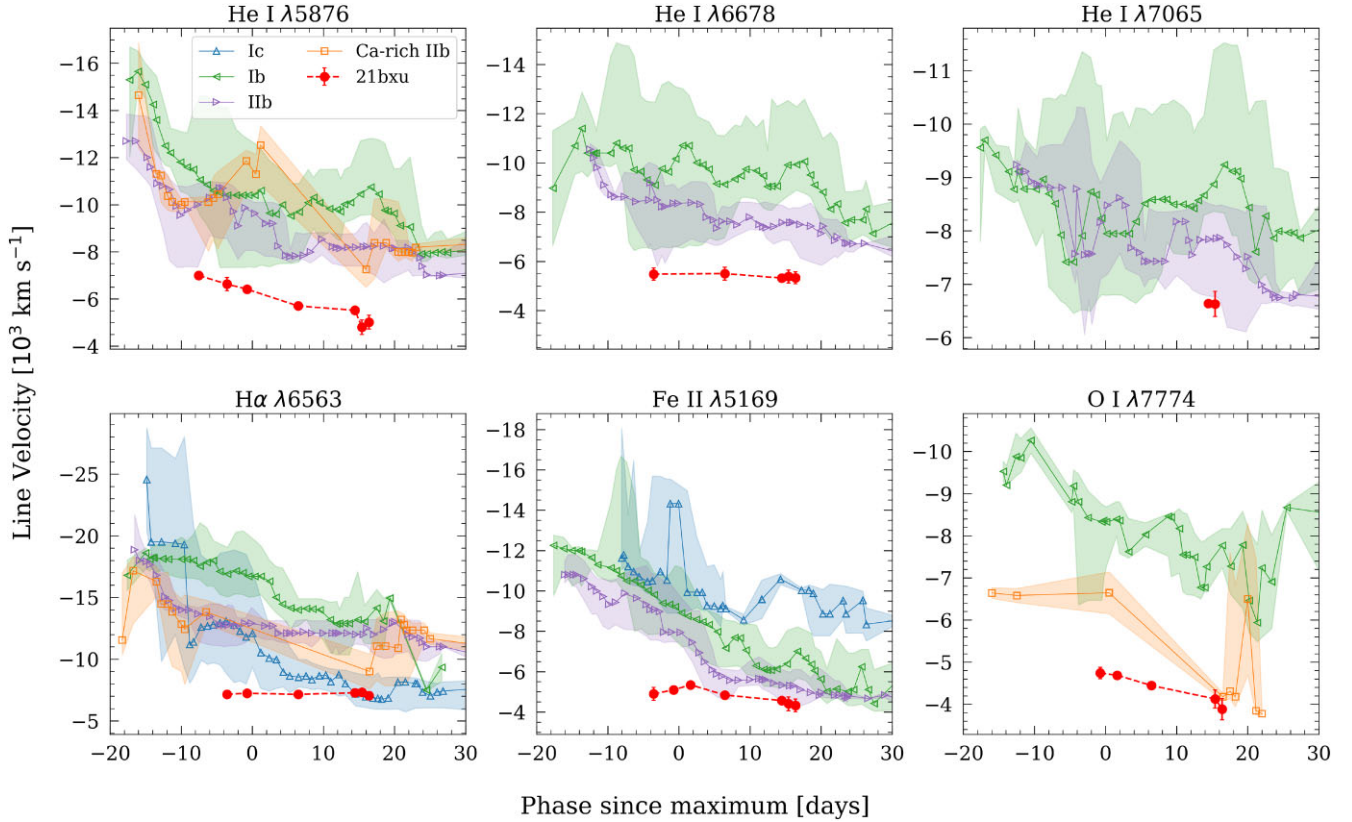 He I λ5876
He I λ6678
He I λ7065
Ic
Ib
IIb
Ca-rich IIb
21bxu
−16
−14
−12
−10
−8
−6
−4
−14
−12
−10
−8
−6
−4
−11
−10
−9
−8
−7
−6
Hα λ6563
Fe II λ5169
O I λ7774
−25
−20
−15
−10
−5
−18
−16
−14
−12
−10
−8
−6
−4
−10
−9
−8
−7
−6
−5
−4
−20 −10 0 10 20 30
−20 −10 0 10 20 30
−20 −10 0 10 20 30
Line Velocity [10³ km s⁻¹]
Phase since maximum [days]